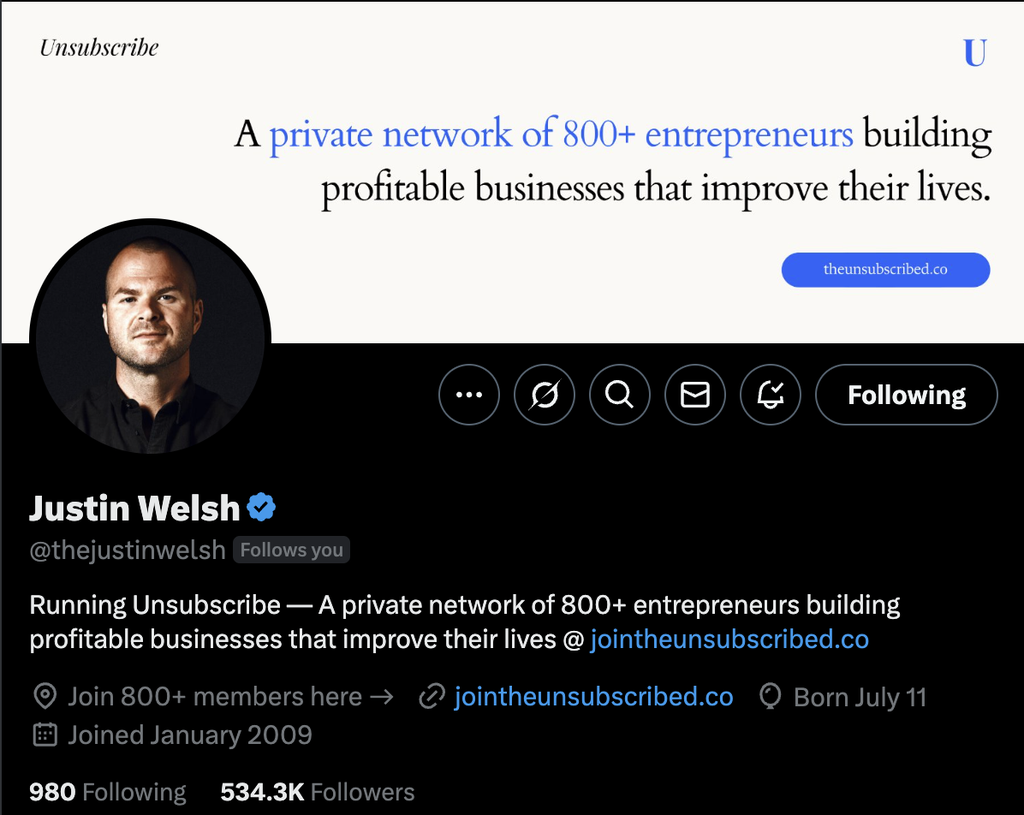 Unsubscribe
U
A private network of 800+ entrepreneurs building
profitable businesses that improve their lives.
theunsubscribed.co
Following
Justin Welsh
@thejustinwelsh Follows you
Running Unsubscribe — A private network of 800+ entrepreneurs building
profitable businesses that improve their lives @ jointheunsubscribed.co
Join 800+ members here → jointheunsubscribed.co Born July 11
Joined January 2009
980 Following 534.3K Followers